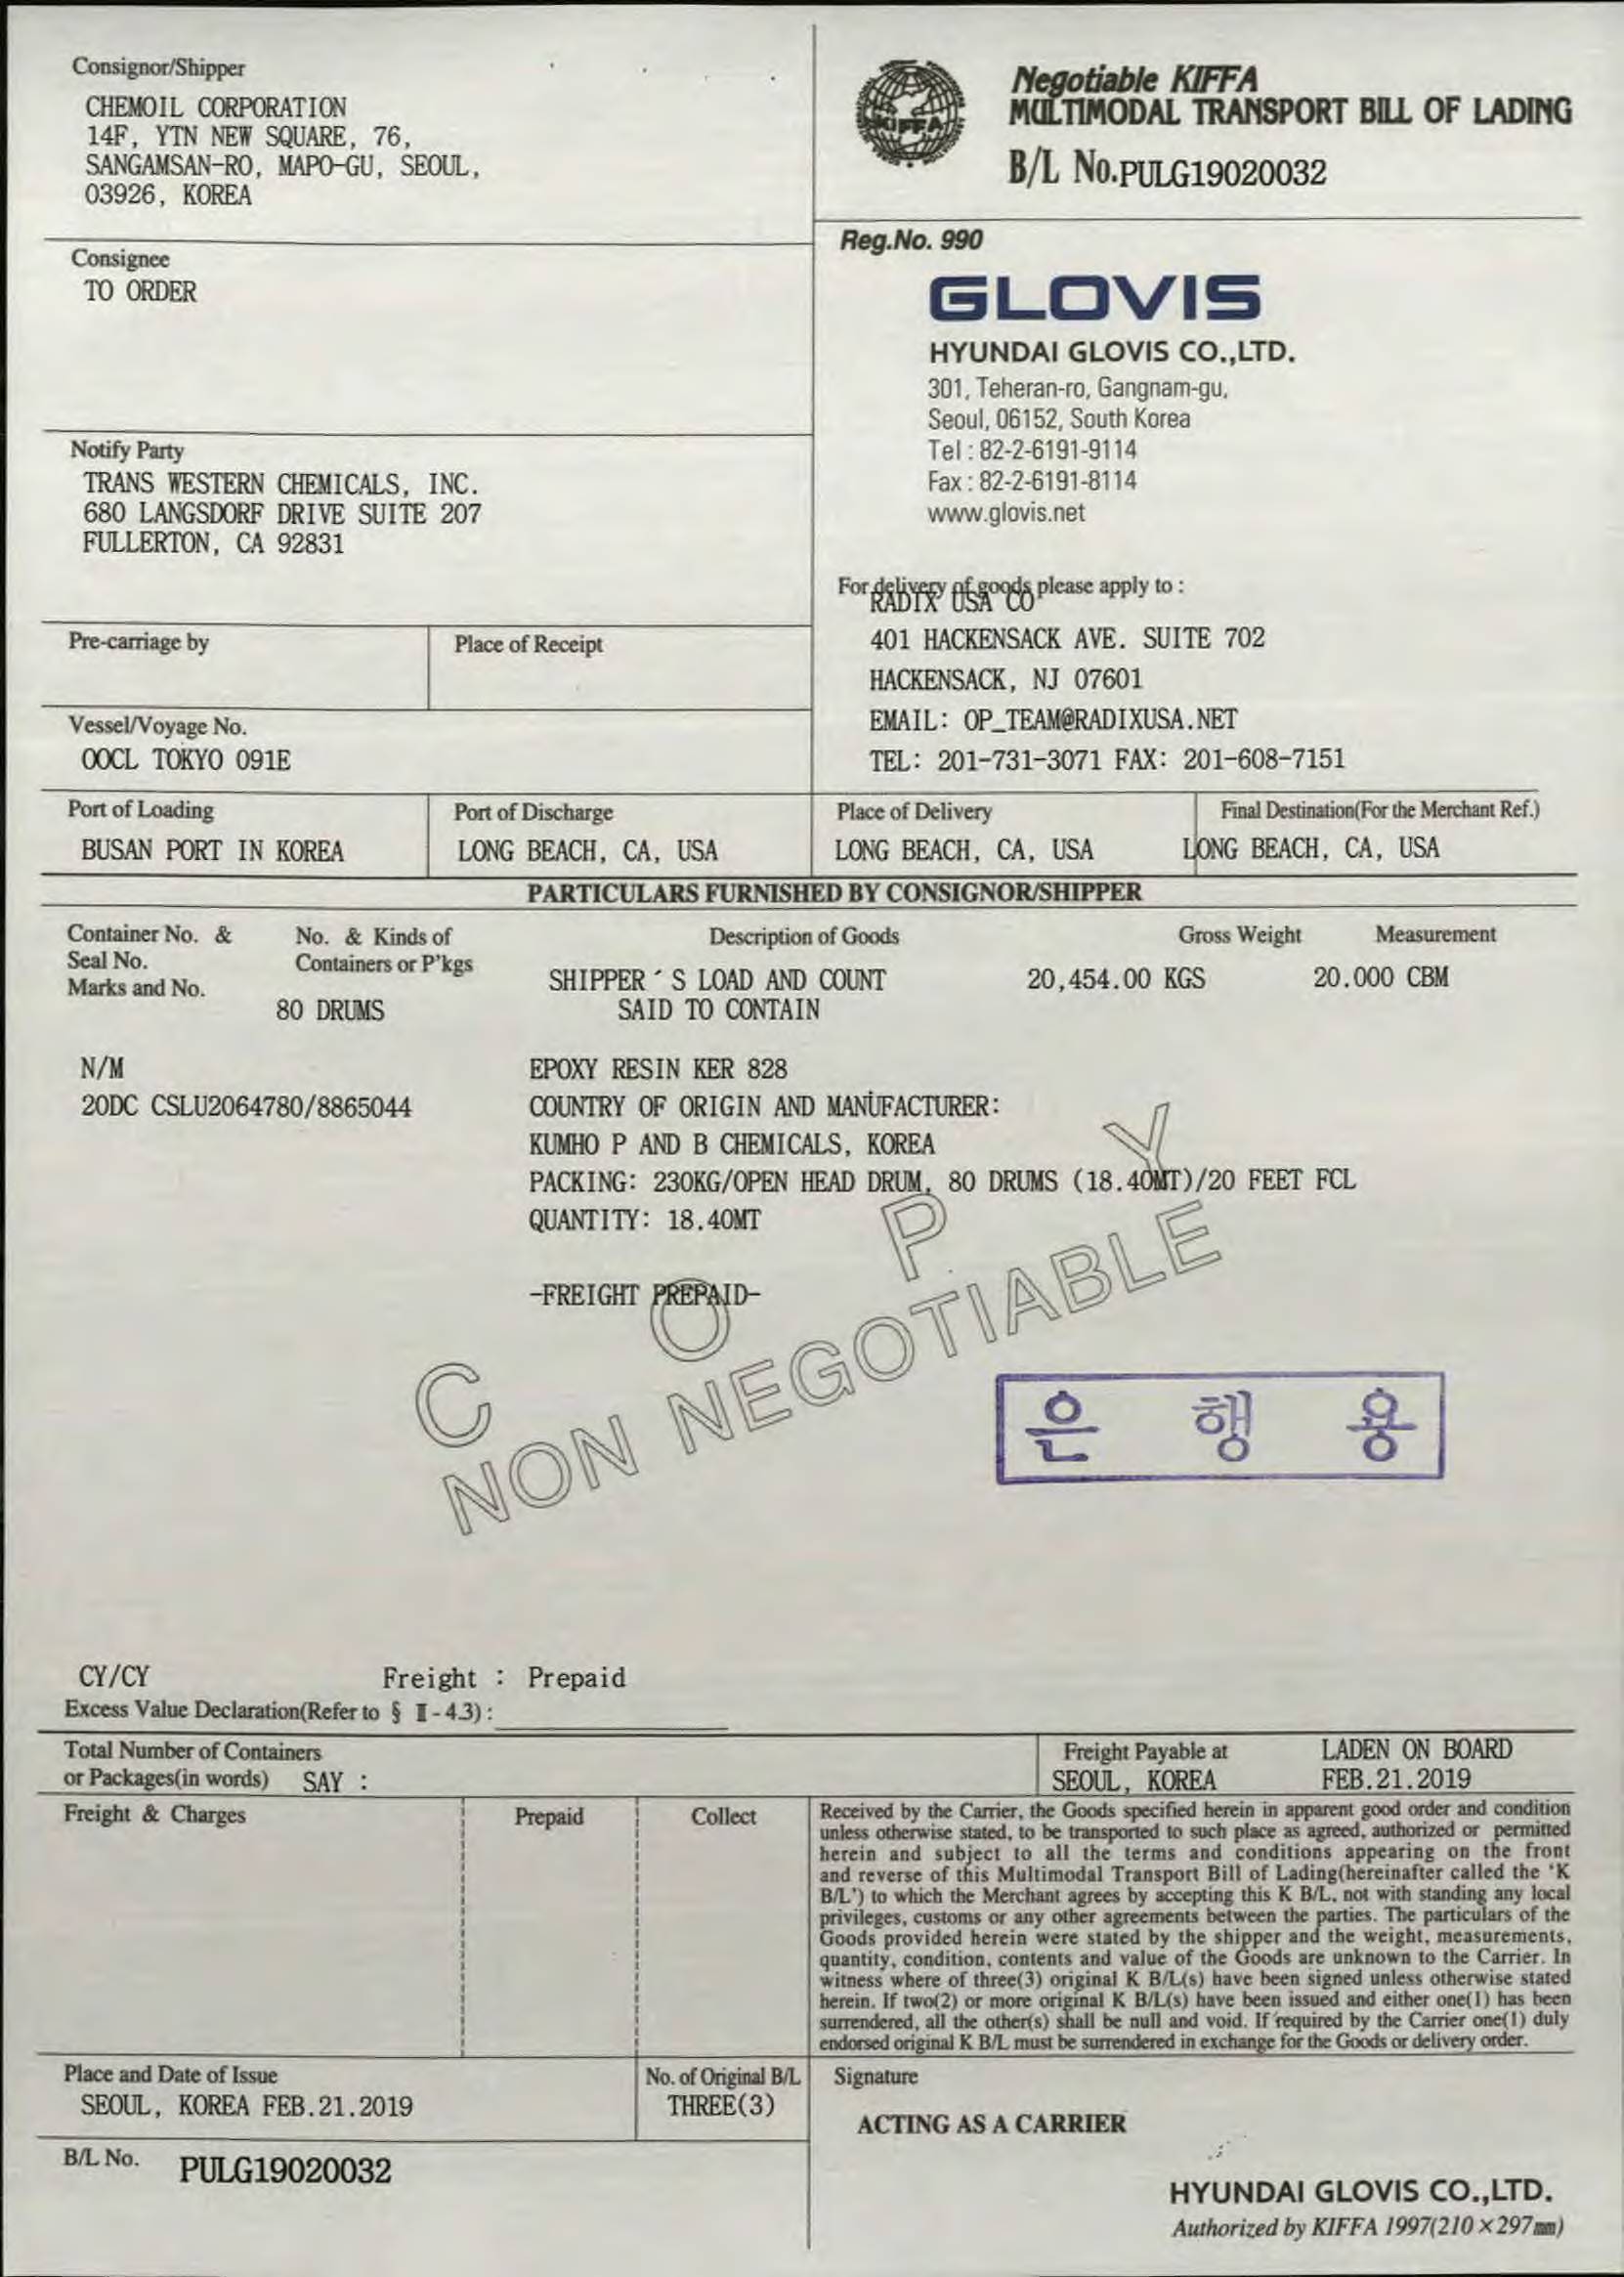 Consignor/Shipper
CHEMOIL CORPORATION
14F, YTN NEW SQUARE, 76,
SANGAMSAN-RO, MAPO-GU, SEOUL,
03926, KOREA
KIFFA
Negotiable KIFFA
MULTIMODAL TRANSPORT BILL OF LADING
B/L No.PULG19020032
Consignee
TO ORDER
Reg.No. 990
GLOVIS
HYUNDAI GLOVIS CO.,LTD.
301, Teheran-ro, Gangnam-gu,
Seoul, 06152, South Korea
Tel : 82-2-6191-9114
Fax : 82-2-6191-8114
www.glovis.net
Notify Party
TRANS WESTERN CHEMICALS, INC.
680 LANGSDORF DRIVE SUITE 207
FULLERTON, CA 92831
For delivery of goods please apply to :
RADIX USA CO
401 HACKENSACK AVE. SUITE 702
HACKENSACK, NJ 07601
EMAIL: OP_TEAM@RADIXUSA.NET
TEL: 201-731-3071 FAX: 201-608-7151
Pre-carriage by
Place of Receipt
Vessel/Voyage No.
OOCL TOKYO 091E
Port of Loading
BUSAN PORT IN KOREA
Port of Discharge
LONG BEACH, CA, USA
Place of Delivery
LONG BEACH, CA, USA
Final Destination(For the Merchant Ref.)
LONG BEACH, CA, USA
PARTICULARS FURNISHED BY CONSIGNOR/SHIPPER
Container No. &
Seal No.
Marks and No.
No. & Kinds of
Containers or P'kgs
Description of Goods
Gross Weight
Measurement
80 DRUMS
SHIPPER´S LOAD AND COUNT
SAID TO CONTAIN
20,454.00 KGS
20.000 CBM
N/M
20DC CSLU2064780/8865044
EPOXY RESIN KER 828
COUNTRY OF ORIGIN AND MANUFACTURER:
KUMHO P AND B CHEMICALS, KOREA
PACKING: 230KG/OPEN HEAD DRUM, 80 DRUMS (18.40MT)/20 FEET FCL
QUANTITY: 18.40MT
-FREIGHT PREPAID-
COPY
NON NEGOTIABLE
은 행 용
CY/CY
Freight : Prepaid
Excess Value Declaration(Refer to § Ⅱ-4.3) :
Total Number of Containers
or Packages(in words) SAY :
Freight Payable at
SEOUL, KOREA
LADEN ON BOARD
FEB.21.2019
Freight & Charges
Prepaid
Collect
Received by the Carrier, the Goods specified herein in apparent good order and condition
unless otherwise stated, to be transported to such place as agreed, authorized or permitted
herein and subject to all the terms and conditions appearing on the front
and reverse of this Multimodal Transport Bill of Lading(hereinafter called the 'K
B/L') to which the Merchant agrees by accepting this K B/L, not with standing any local
privileges, customs or any other agreements between the parties. The particulars of the
Goods provided herein were stated by the shipper and the weight, measurements,
quantity, condition, contents and value of the Goods are unknown to the Carrier. In
witness where of three(3) original K B/L(s) have been signed unless otherwise stated
herein. If two(2) or more original K B/L(s) have been issued and either one(1) has been
surrendered, all the other(s) shall be null and void. If required by the Carrier one(1) duly
endorsed original K B/L must be surrendered in exchange for the Goods or delivery order.
Place and Date of Issue
SEOUL, KOREA FEB.21.2019
No. of Original B/L
THREE(3)
Signature
ACTING AS A CARRIER
B/L No. PULG19020032
HYUNDAI GLOVIS CO.,LTD.
Authorized by KIFFA 1997(210×297㎜)